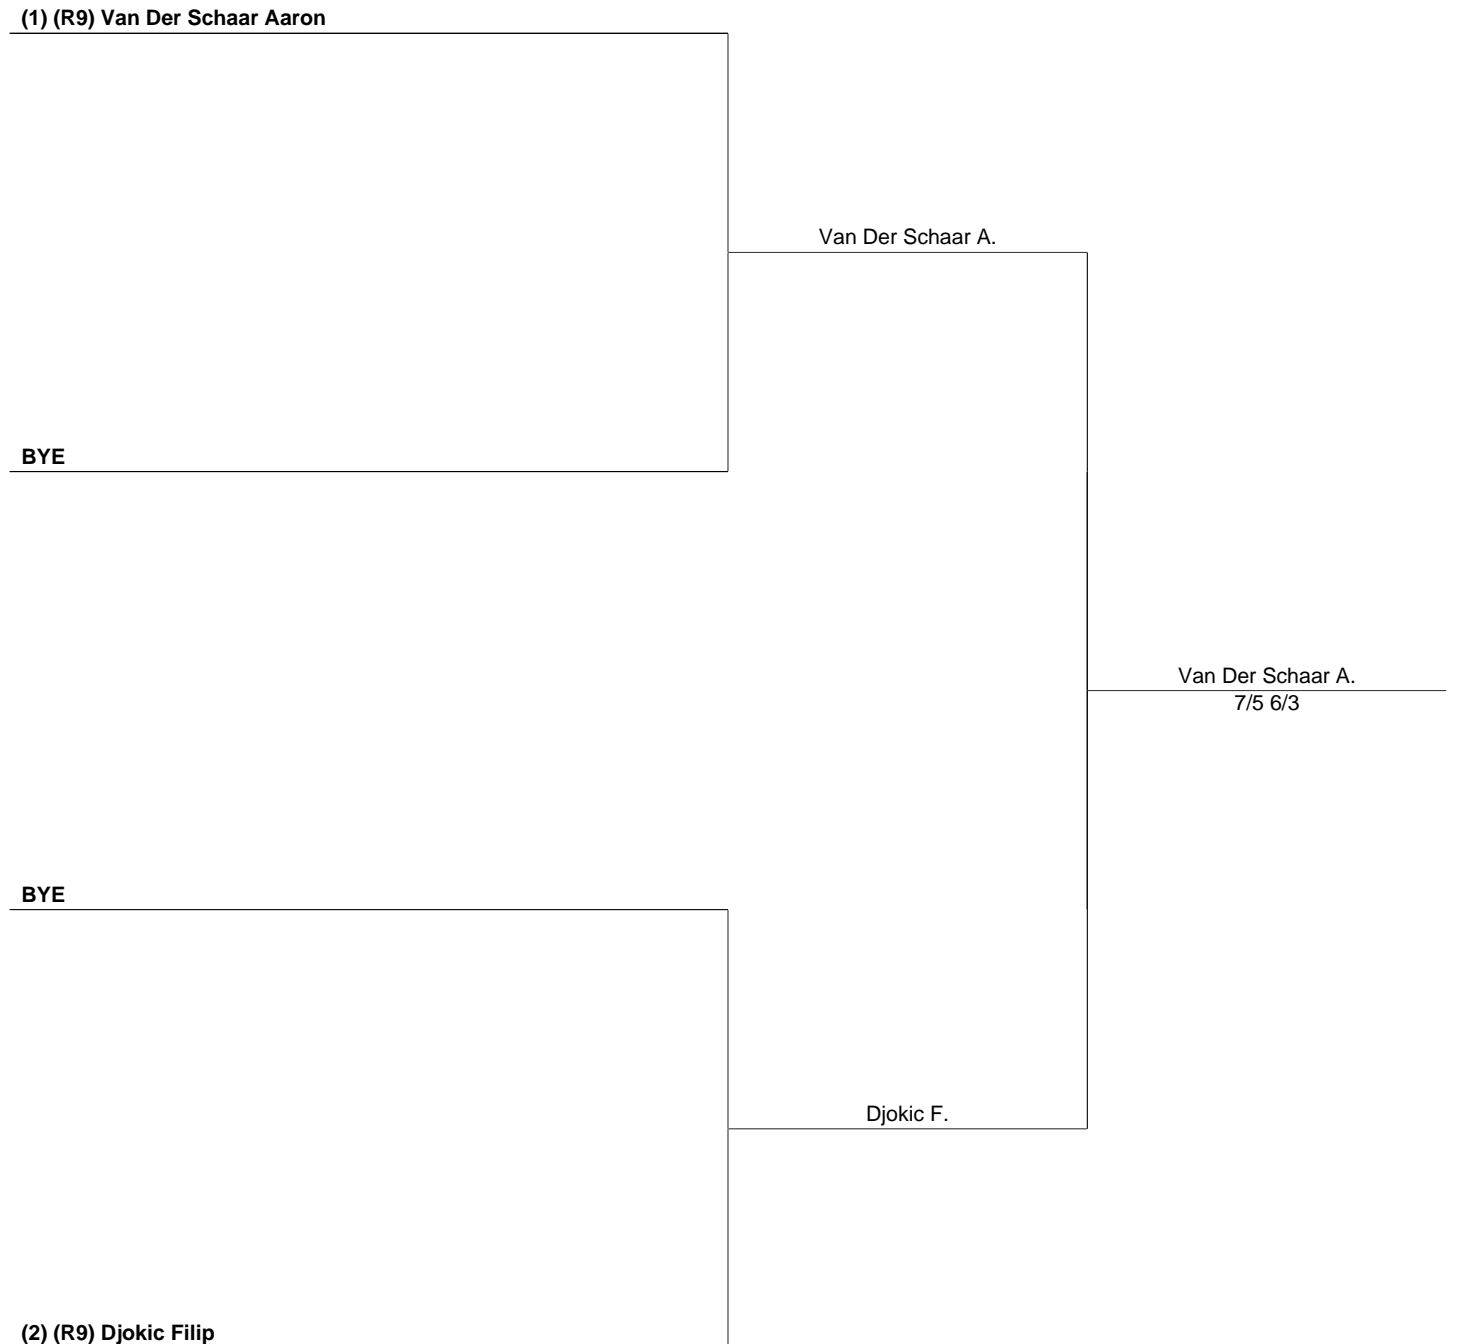 (1) (R9) Van Der Schaar Aaron
Van Der Schaar A.
BYE
Van Der Schaar A.
7/5 6/3
BYE
Djokic F.
(2) (R9) Djokic Filip